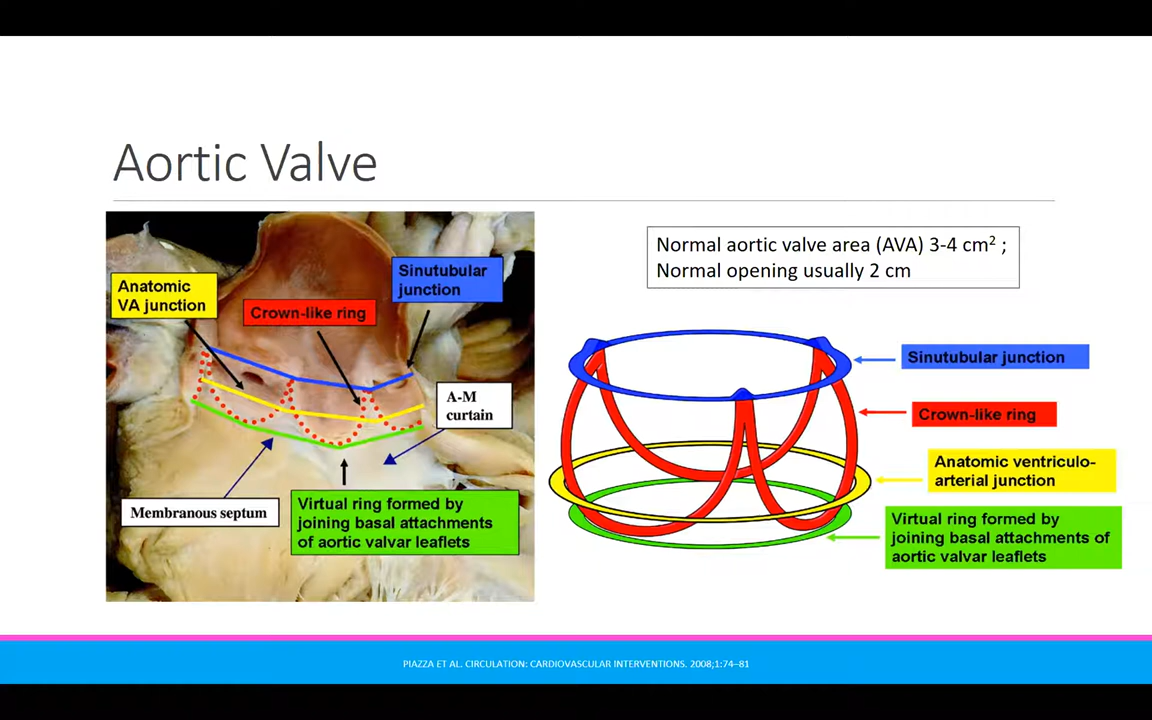 Aortic Valve
Anatomic
VA junction
Crown-like ring
Sinutubular
junction
A-M
curtain
Membranous septum
Virtual ring formed by
joining basal attachments
of aortic valvar leaflets
Normal aortic valve area (AVA) 3-4 cm² ;
Normal opening usually 2 cm
Sinutubular junction
Crown-like ring
Anatomic ventriculo-
arterial junction
Virtual ring formed by
joining basal attachments of
aortic valvar leaflets
PIAZZA ET AL. CIRCULATION: CARDIOVASCULAR INTERVENTIONS. 2008;1:74–81